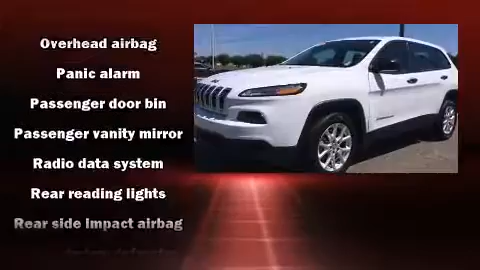 Overhead airbag
Panic alarm
Passenger door bin
Passenger vanity mirror
Radio data system
Rear reading lights
Rear side Impact airbag